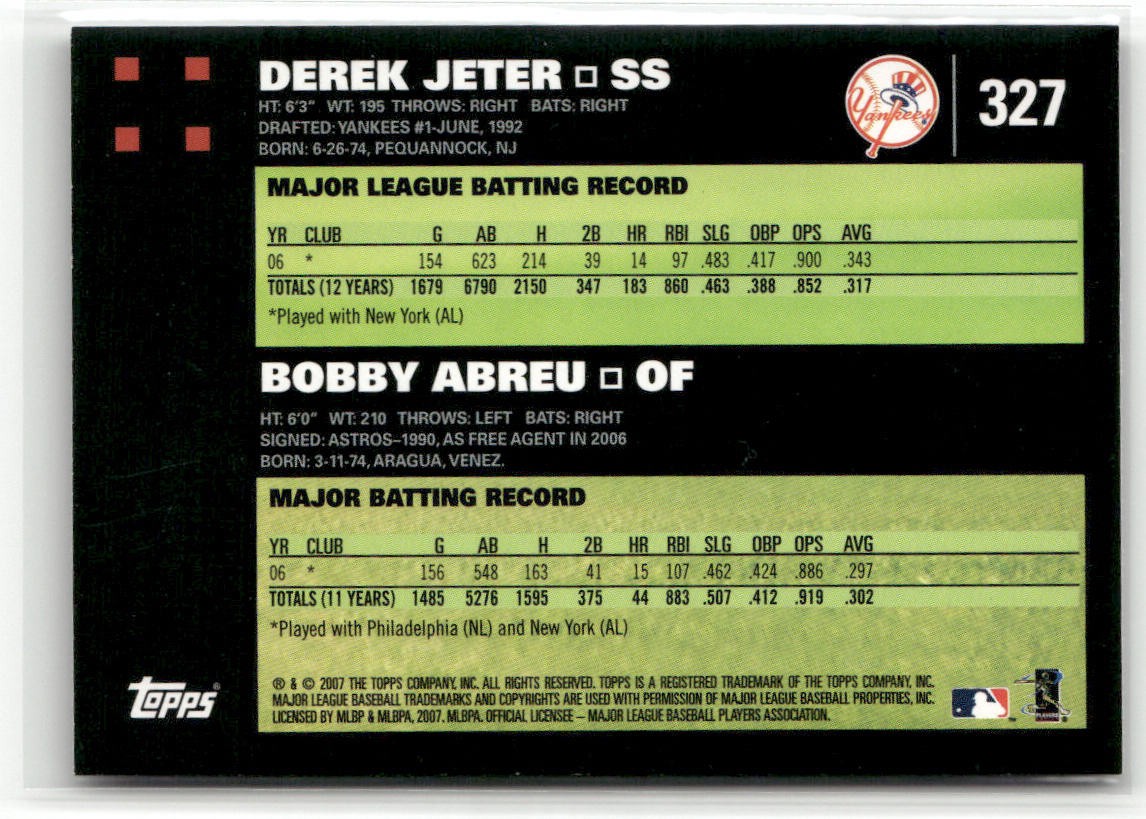 DEREK JETER □ SS
HT: 6'3" WT: 195 THROWS: RIGHT BATS: RIGHT
DRAFTED: YANKEES #1-JUNE, 1992
BORN: 6-26-74, PEQUANNOCK, NJ
Yankees
327
MAJOR LEAGUE BATTING RECORD
YR CLUB G AB H 2B HR RBI SLG OBP OPS AVG
06 * 154 623 214 39 14 97 .483 .417 .900 .343
TOTALS (12 YEARS) 1679 6790 2150 347 183 860 .463 .388 .852 .317
*Played with New York (AL)
BOBBY ABREU □ OF
HT: 6'0" WT: 210 THROWS: LEFT BATS: RIGHT
SIGNED: ASTROS–1990, AS FREE AGENT IN 2006
BORN: 3-11-74, ARAGUA, VENEZ.
MAJOR BATTING RECORD
YR CLUB G AB H 2B HR RBI SLG OBP OPS AVG
06 * 156 548 163 41 15 107 .462 .424 .886 .297
TOTALS (11 YEARS) 1485 5276 1595 375 44 883 .507 .412 .919 .302
*Played with Philadelphia (NL) and New York (AL)
® & © 2007 THE TOPPS COMPANY, INC. ALL RIGHTS RESERVED. TOPPS IS A REGISTERED TRADEMARK OF THE TOPPS COMPANY, INC.
MAJOR LEAGUE BASEBALL TRADEMARKS AND COPYRIGHTS ARE USED WITH PERMISSION OF MAJOR LEAGUE BASEBALL PROPERTIES, INC.
LICENSED BY MLBP & MLBPA, 2007. MLBPA. OFFICIAL LICENSEE – MAJOR LEAGUE BASEBALL PLAYERS ASSOCIATION.
topps®
PLAYERS